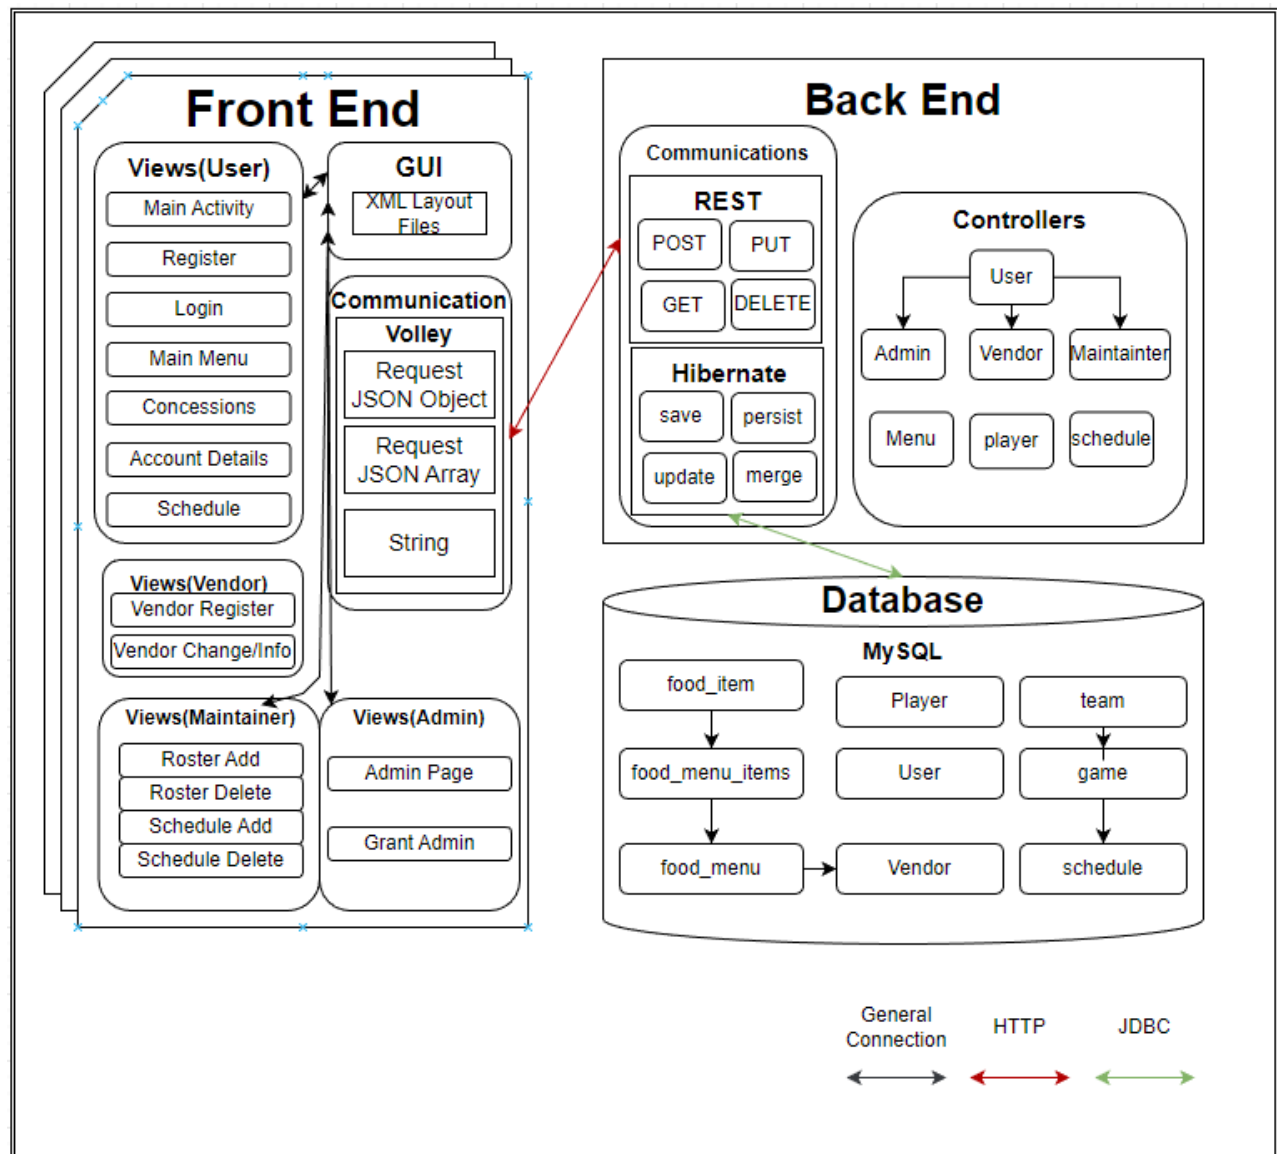 Front End
Views(User)
Main Activity
Register
Login
Main Menu
Concessions
Account Details
Schedule
GUI
XML Layout
Files
Communication
Volley
Request
JSON Object
Request
JSON Array
String
Views(Vendor)
Vendor Register
Vendor Change/Info
Views(Maintainer)
Roster Add
Roster Delete
Schedule Add
Schedule Delete
Views(Admin)
Admin Page
Grant Admin
Back End
Communications
REST
POST
PUT
GET
DELETE
Hibernate
save
persist
update
merge
Controllers
User
Admin
Vendor
Maintainter
Menu
player
schedule
Database
MySQL
food_item
Player
team
food_menu_items
User
game
food_menu
Vendor
schedule
General
Connection
HTTP
JDBC